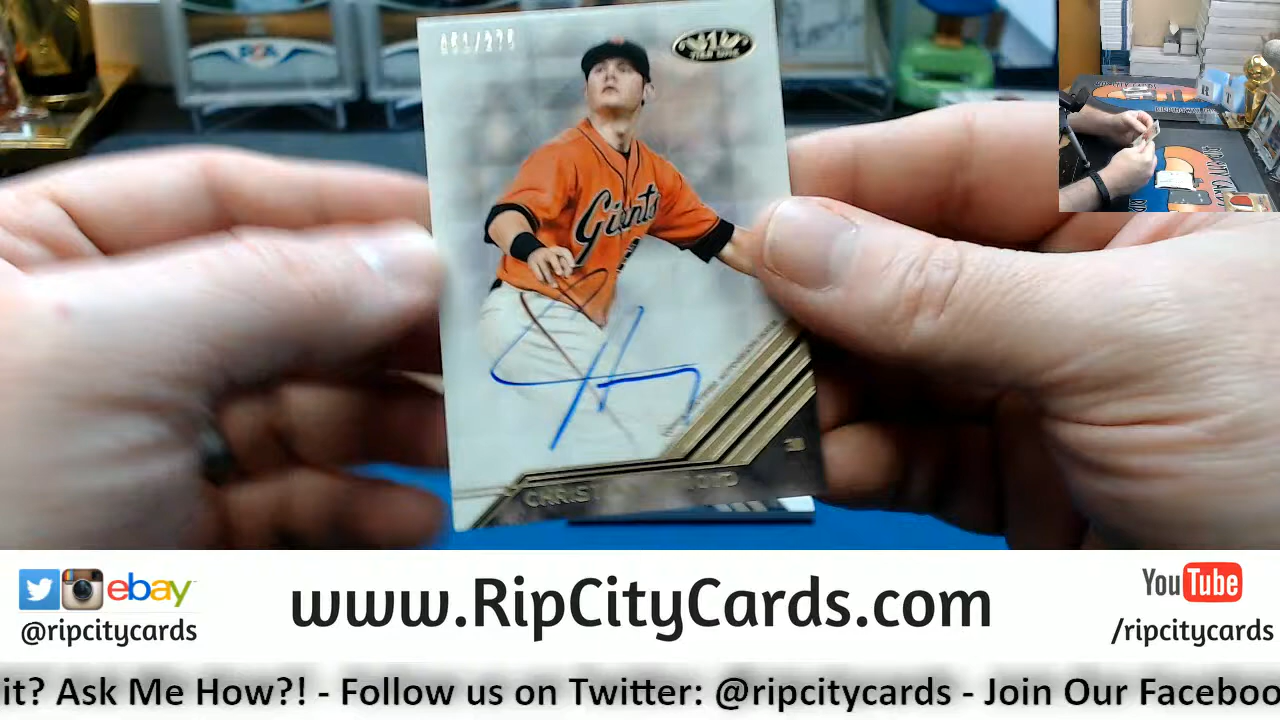 Giants
www.RipCityCards.com
ebay
@ripcitycards
YouTube
/ripcitycards
it? Ask Me How?! - Follow us on Twitter: @ripcitycards - Join Our Faceboo